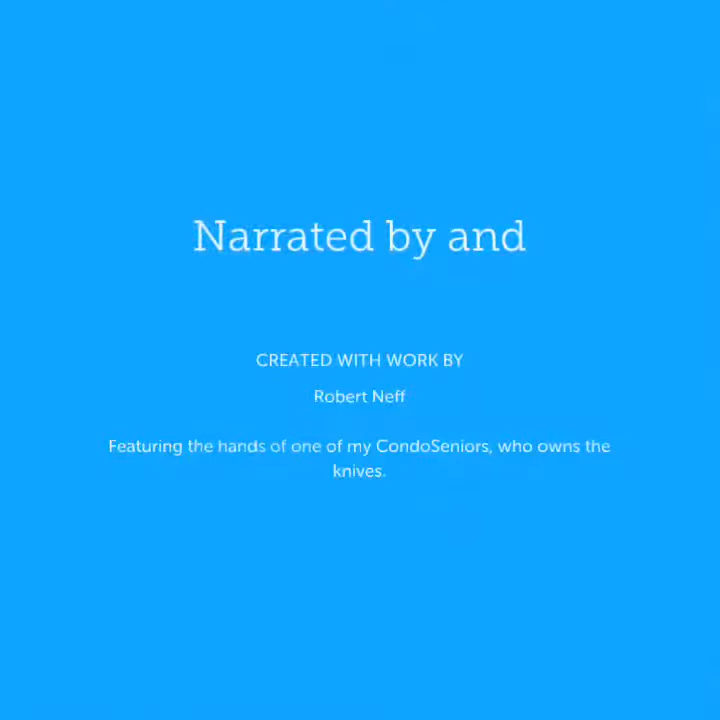 Narrated by and
CREATED WITH WORK BY
Robert Neff
Featuring the hands of one of my CondoSeniors, who owns the
knives.